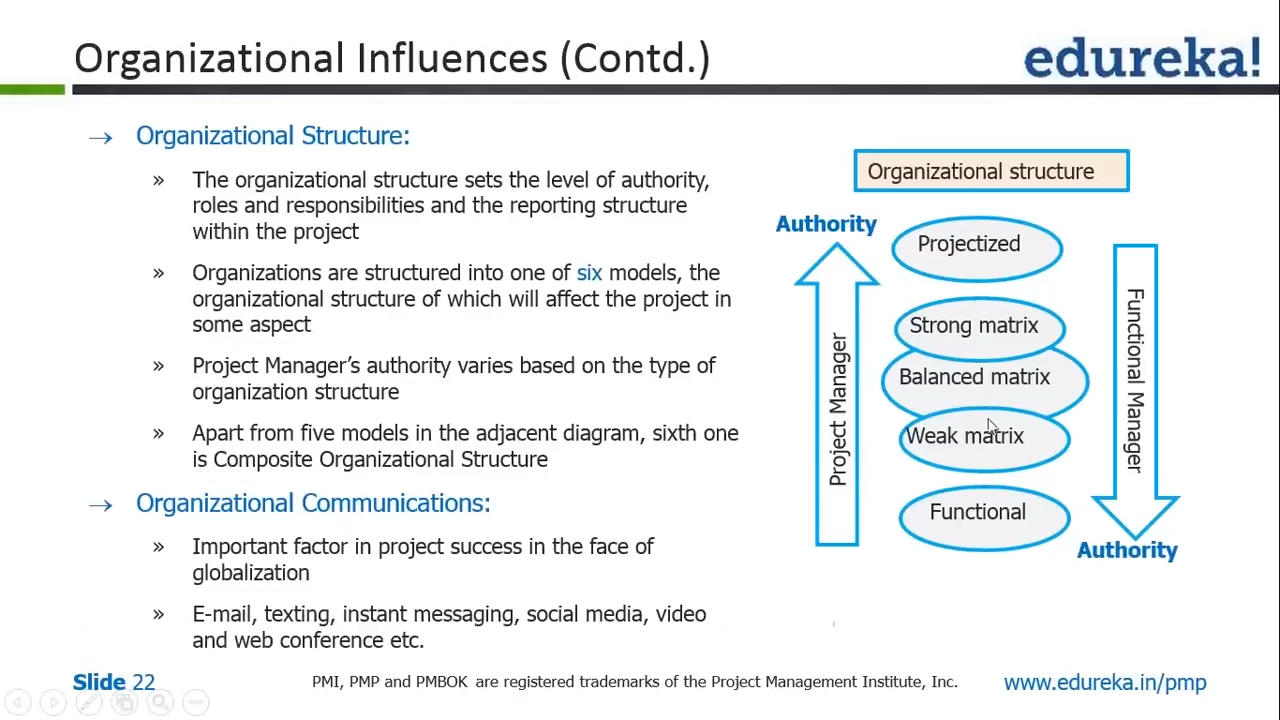 Organizational Influences (Contd.)
edureka!
→ Organizational Structure:
» The organizational structure sets the level of authority,
roles and responsibilities and the reporting structure
within the project
» Organizations are structured into one of six models, the
organizational structure of which will affect the project in
some aspect
» Project Manager’s authority varies based on the type of
organization structure
» Apart from five models in the adjacent diagram, sixth one
is Composite Organizational Structure
→ Organizational Communications:
» Important factor in project success in the face of
globalization
» E-mail, texting, instant messaging, social media, video
and web conference etc.
Organizational structure
Authority
Project Manager
Projectized
Strong matrix
Balanced matrix
Weak matrix
Functional
Functional Manager
Authority
Slide 22
PMI, PMP and PMBOK are registered trademarks of the Project Management Institute, Inc.
www.edureka.in/pmp